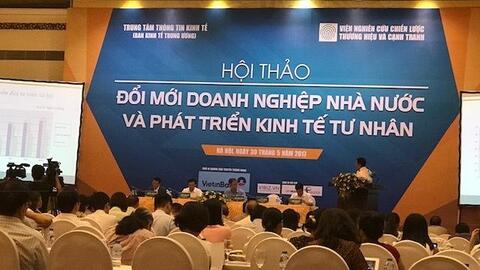 TRUNG TÂM THÔNG TIN KINH TẾ
(BAN KINH TẾ TRUNG ƯƠNG)
VIỆN NGHIÊN CỨU CHIẾN LƯỢC
THƯƠNG HIỆU VÀ CẠNH TRANH
HỘI THẢO
ĐỔI MỚI DOANH NGHIỆP NHÀ NƯỚC
VÀ PHÁT TRIỂN KINH TẾ TƯ NHÂN
HÀ NỘI, NGÀY 30 THÁNG 5 NĂM 2017
VietinBank